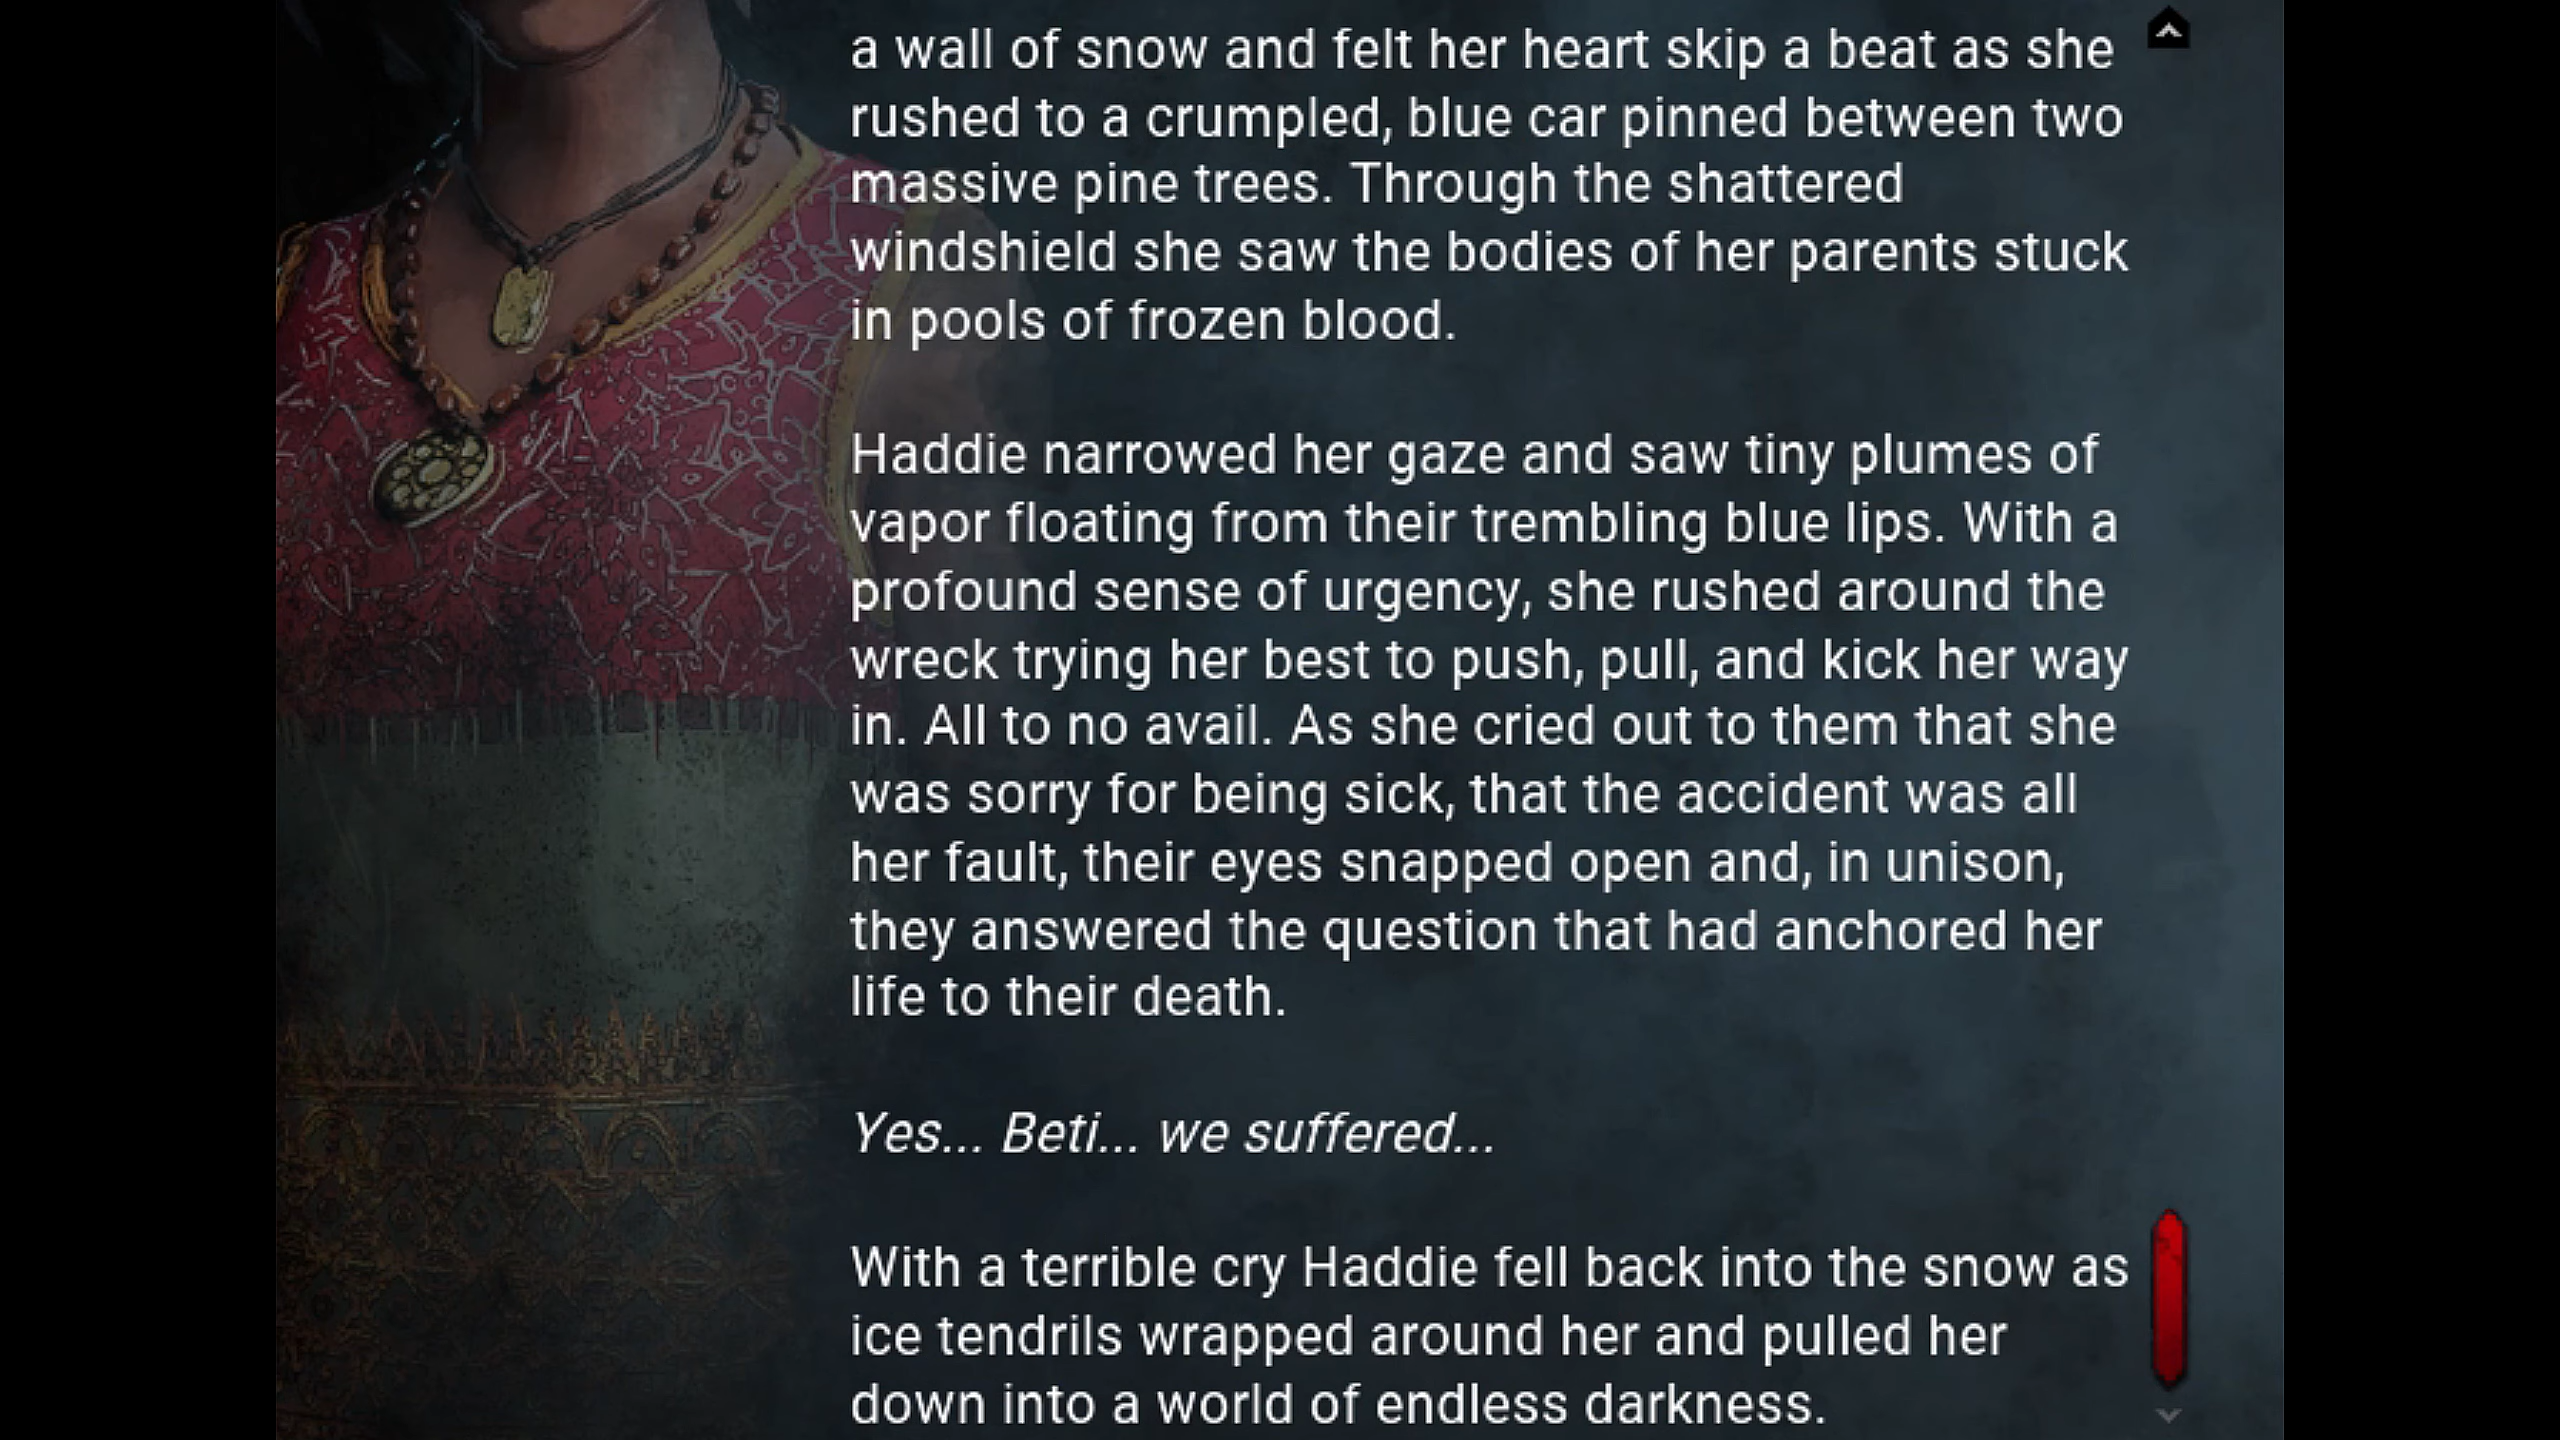 a wall of snow and felt her heart skip a beat as she
rushed to a crumpled, blue car pinned between two
massive pine trees. Through the shattered
windshield she saw the bodies of her parents stuck
in pools of frozen blood.
Haddie narrowed her gaze and saw tiny plumes of
vapor floating from their trembling blue lips. With a
profound sense of urgency, she rushed around the
wreck trying her best to push, pull, and kick her way
in. All to no avail. As she cried out to them that she
was sorry for being sick, that the accident was all
her fault, their eyes snapped open and, in unison,
they answered the question that had anchored her
life to their death.
Yes... Beti... we suffered...
With a terrible cry Haddie fell back into the snow as
ice tendrils wrapped around her and pulled her
down into a world of endless darkness.